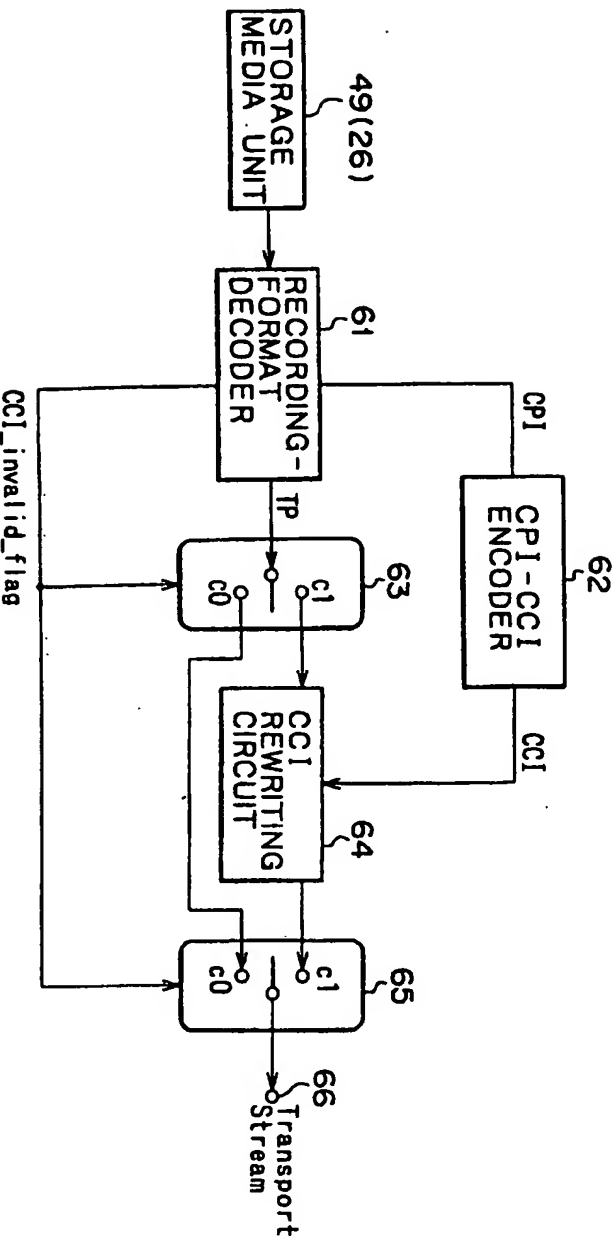 49(26)
STORAGE
MEDIA UNIT
61
RECORDING-
FORMAT
DECODER
CPI
62
CPI-CCI
ENCODER
CCI
TP
63
c1
c0
CCI
REWRITING
CIRCUIT
64
c1
c0
65
66
Transport
Stream
CCI_invalid_flag